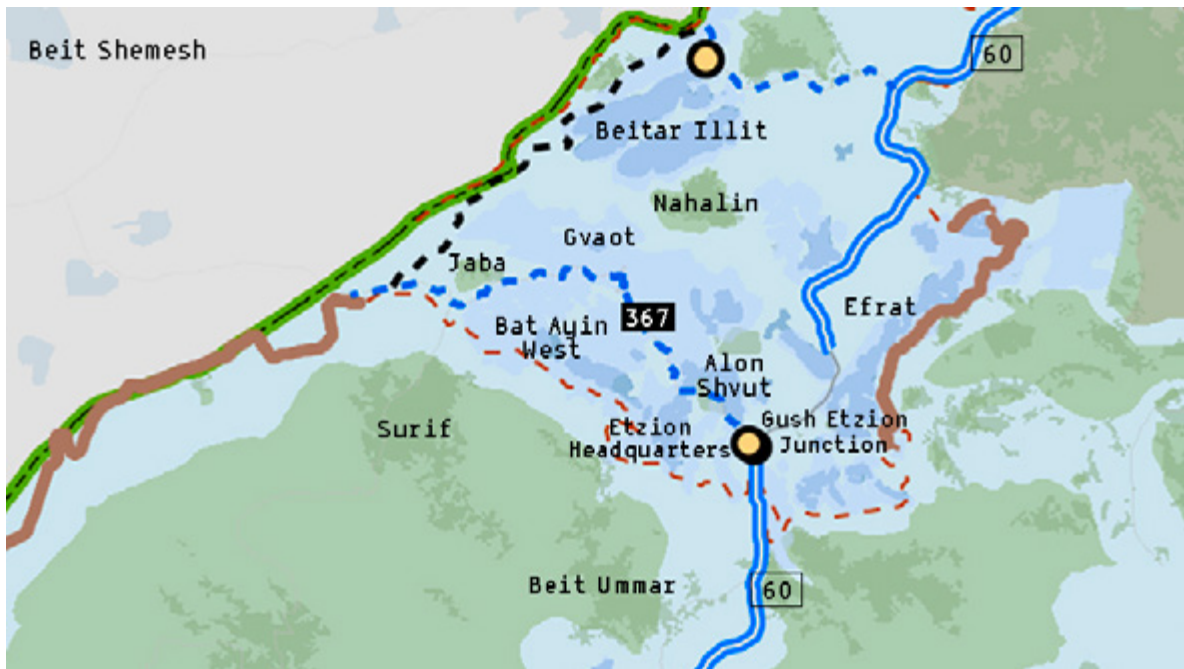 Beit Shemesh
60
Beitar Illit
Nahalin
Gvaot
Jaba
Efrat
367
Bat Ayin
West
Alon
Shvut
Surif
Etzion
Headquarters
Gush Etzion
Junction
Beit Ummar
60